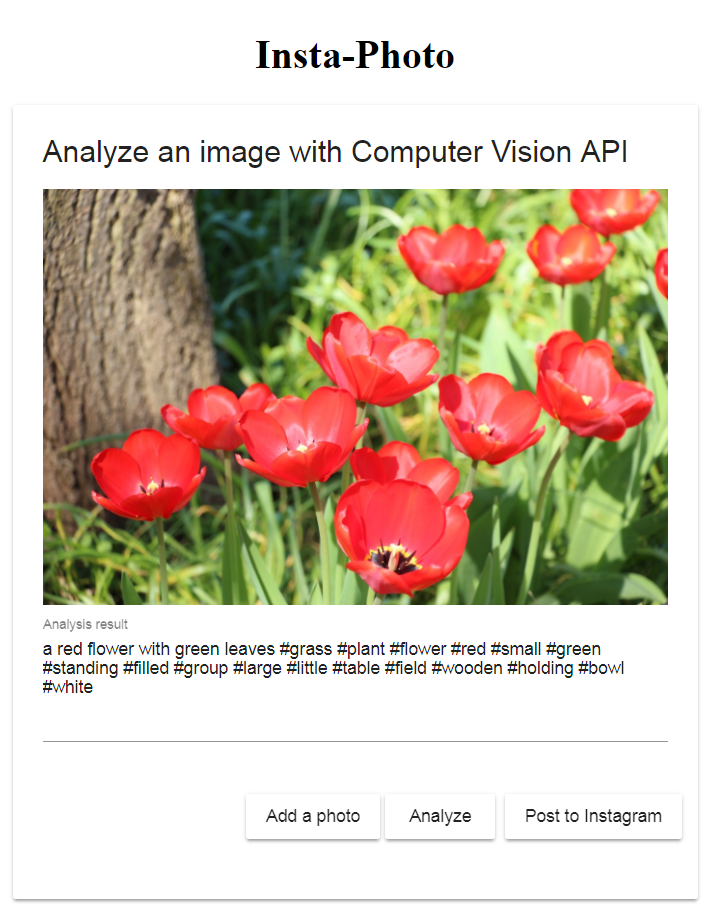 Insta-Photo
Analyze an image with Computer Vision API
Analysis result
a red flower with green leaves #grass #plant #flower #red #small #green
#standing #filled #group #large #little #table #field #wooden #holding #bowl
#white
Add a photo Analyze Post to Instagram